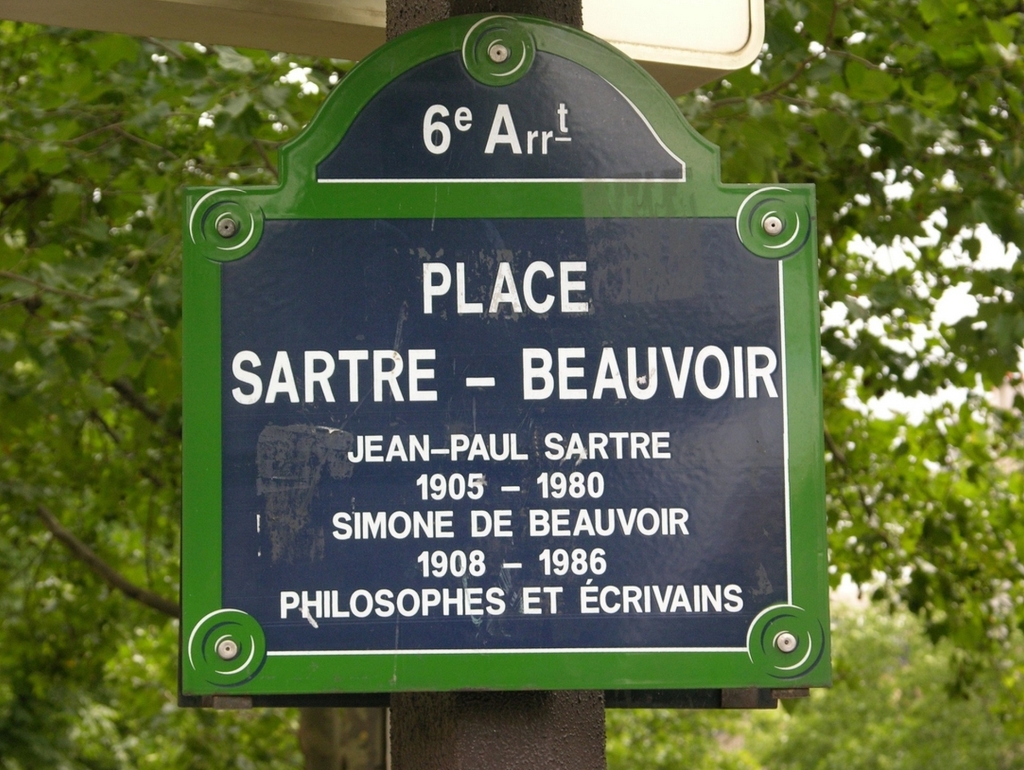 6e Arrt
PLACE
SARTRE – BEAUVOIR
JEAN–PAUL SARTRE
1905 – 1980
SIMONE DE BEAUVOIR
1908 – 1986
PHILOSOPHES ET ÉCRIVAINS